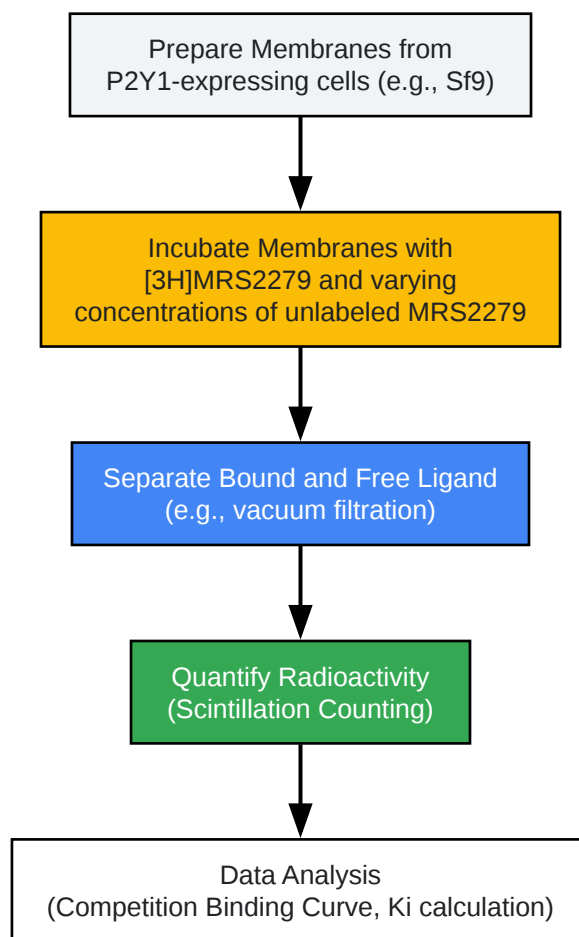 Prepare Membranes from
P2Y1-expressing cells (e.g., Sf9)
Incubate Membranes with
[3H]MRS2279 and varying
concentrations of unlabeled MRS2279
Separate Bound and Free Ligand
(e.g., vacuum filtration)
Quantify Radioactivity
(Scintillation Counting)
Data Analysis
(Competition Binding Curve, Ki calculation)